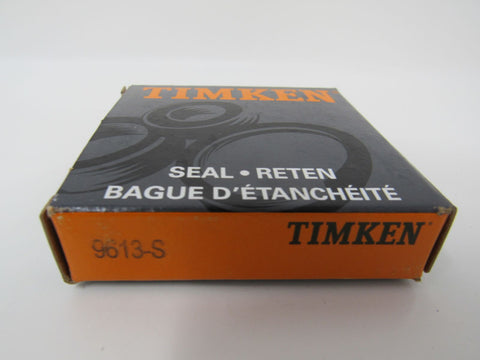 TIMKEN
SEAL • RETEN
BAGUE D'ÉTANCHÉITÉ
9613-S
TIMKEN®